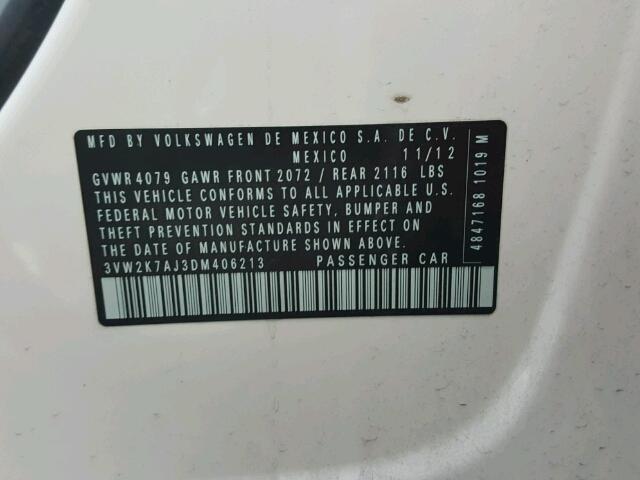 MFD BY VOLKSWAGEN DE MEXICO S.A. DE C.V.
MEXICO 11/12
GVWR 4079 GAWR FRONT 2072 / REAR 2116 LBS
THIS VEHICLE CONFORMS TO ALL APPLICABLE U.S.
FEDERAL MOTOR VEHICLE SAFETY, BUMPER AND
THEFT PREVENTION STANDARDS IN EFFECT ON
THE DATE OF MANUFACTURE SHOWN ABOVE.
3VW2K7AJ3DM406213 PASSENGER CAR
4847168 1019 M